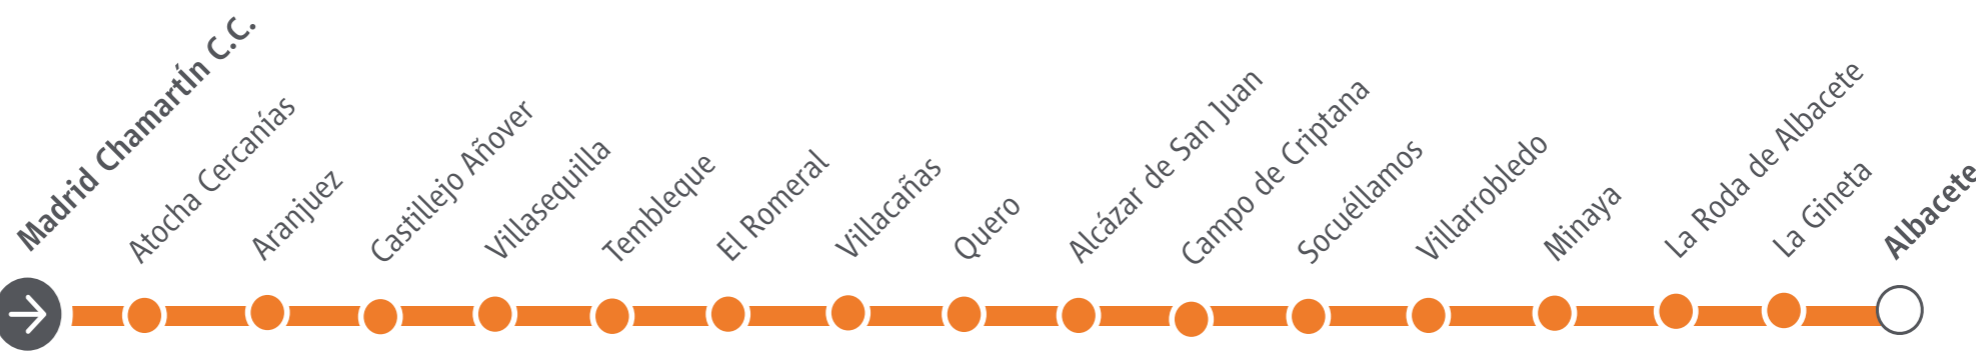 Madrid Chamartín C.C.
Atocha Cercanías
Aranjuez
Castillejo Añover
Villasequilla
Tembleque
El Romeral
Villacañas
Quero
Alcázar de San Juan
Campo de Criptana
Socuéllamos
Villarrobledo
Minaya
La Roda de Albacete
La Gineta
Albacete